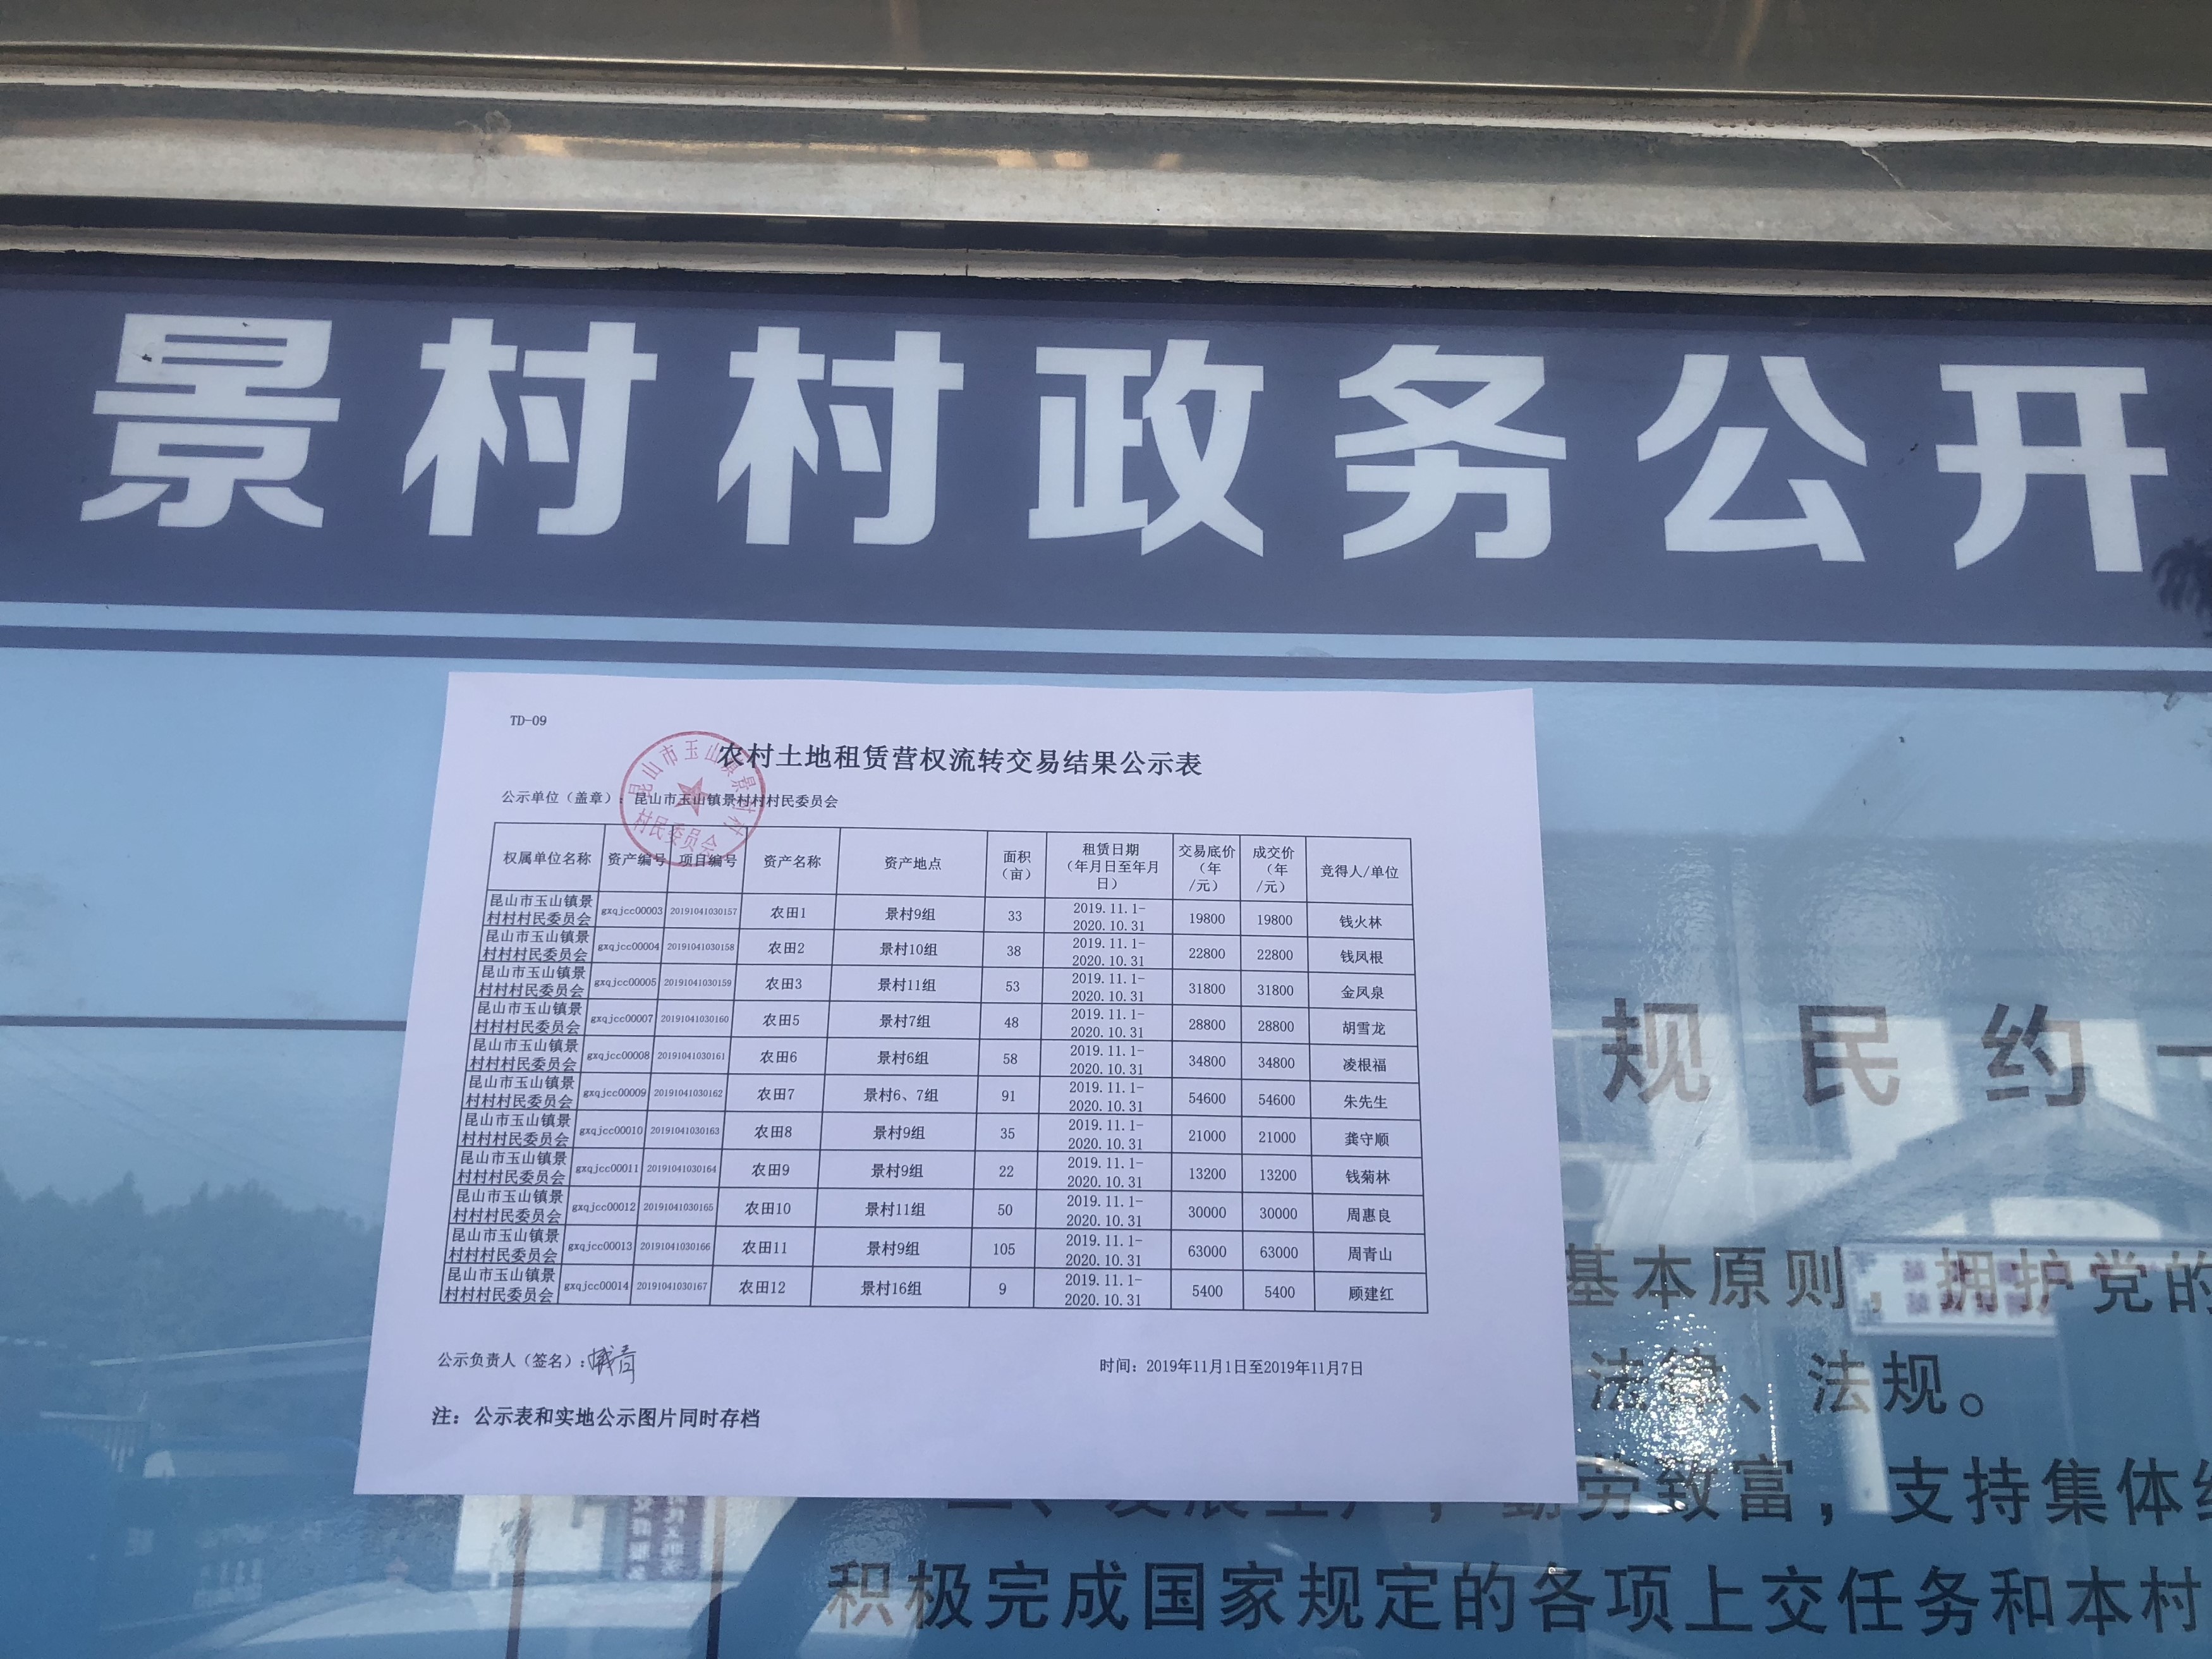 景村村政务公开
TD-09
农村土地租赁营权流转交易结果公示表
公示单位（盖章）：昆山市玉山镇景村村村民委员会
权属单位名称 资产编号 项目编号 资产名称 资产地点 面积（亩） 租赁日期（年月日至年月日） 交易底价（年/元） 成交价（年/元） 竞得人/单位
昆山市玉山镇景村村村民委员会 gxqjcc00003 20191041030157 农田1 景村9组 33 2019.11.1-2020.10.31 19800 19800 钱火林
昆山市玉山镇景村村村民委员会 gxqjcc00004 20191041030158 农田2 景村10组 38 2019.11.1-2020.10.31 22800 22800 钱凤根
昆山市玉山镇景村村村民委员会 gxqjcc00005 20191041030159 农田3 景村11组 53 2019.11.1-2020.10.31 31800 31800 金凤泉
昆山市玉山镇景村村村民委员会 gxqjcc00007 20191041030160 农田5 景村7组 48 2019.11.1-2020.10.31 28800 28800 胡雪龙
昆山市玉山镇景村村村民委员会 gxqjcc00008 20191041030161 农田6 景村6组 58 2019.11.1-2020.10.31 34800 34800 凌根福
昆山市玉山镇景村村村民委员会 gxqjcc00009 20191041030162 农田7 景村6、7组 91 2019.11.1-2020.10.31 54600 54600 朱先生
昆山市玉山镇景村村村民委员会 gxqjcc00010 20191041030163 农田8 景村9组 35 2019.11.1-2020.10.31 21000 21000 龚守顺
昆山市玉山镇景村村村民委员会 gxqjcc00011 20191041030164 农田9 景村9组 22 2019.11.1-2020.10.31 13200 13200 钱菊林
昆山市玉山镇景村村村民委员会 gxqjcc00012 20191041030165 农田10 景村11组 50 2019.11.1-2020.10.31 30000 30000 周惠良
昆山市玉山镇景村村村民委员会 gxqjcc00013 20191041030166 农田11 景村9组 105 2019.11.1-2020.10.31 63000 63000 周青山
昆山市玉山镇景村村村民委员会 gxqjcc00014 20191041030167 农田12 景村16组 9 2019.11.1-2020.10.31 5400 5400 顾建红
公示负责人（签名）：
时间：2019年11月1日至2019年11月7日
注：公示表和实地公示图片同时存档
昆山市玉山镇景村村村民委员会
规民约
基本原则，拥护党的
法律、法规。
勤劳致富，支持集体
积极完成国家规定的各项上交任务和本村